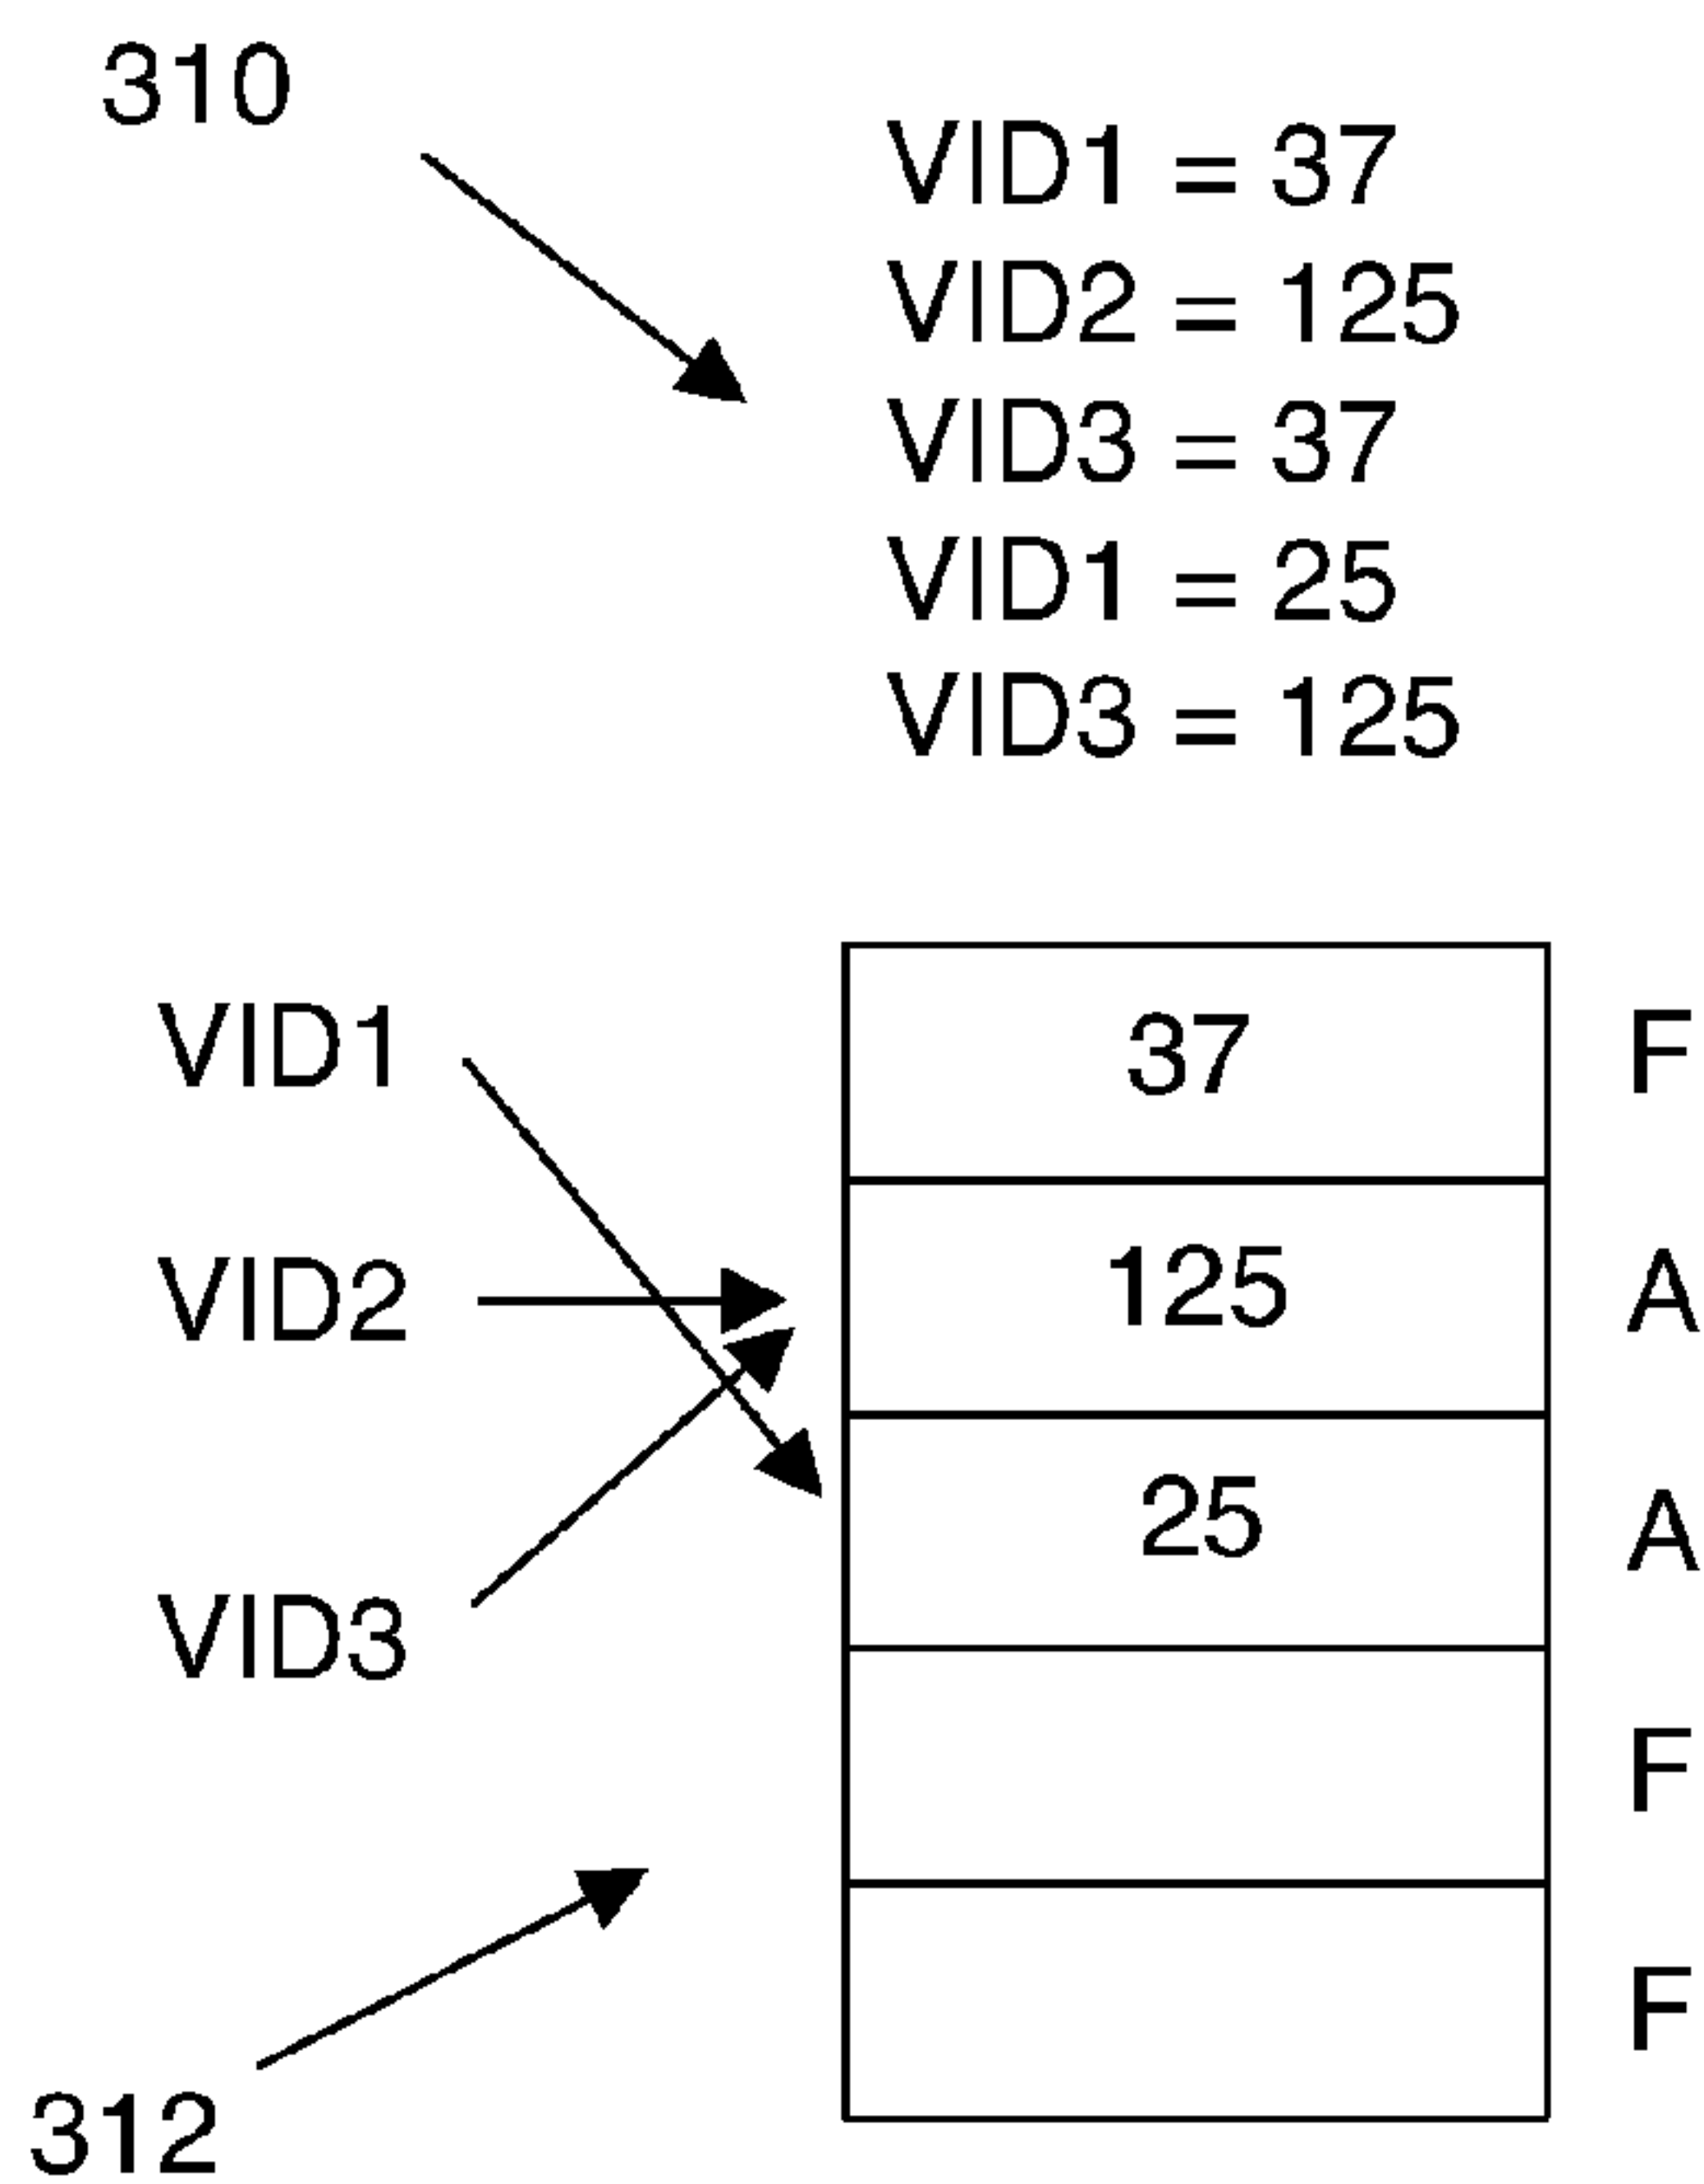 310
VID1 = 37
VID2 = 125
VID3 = 37
VID1 = 25
VID3 = 125
VID1 37 F
VID2 125 A
25 A
VID3
F
F
312